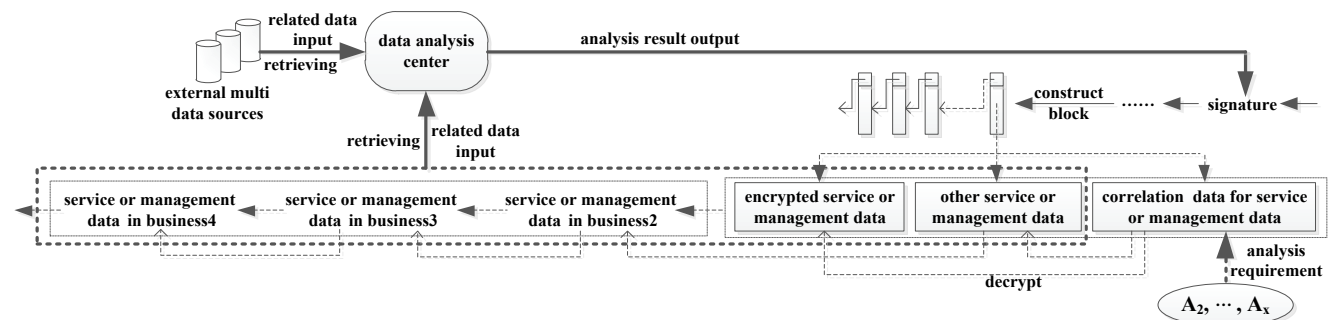 related data
input
retrieving
external multi
data sources
data analysis
center
analysis result output
retrieving
related data
input
construct
block
······
signature
service or management
data in business4
service or management
data in business3
service or management
data in business2
encrypted service or
management data
other service or
management data
correlation data for service
or management data
decrypt
analysis
requirement
A₂, ··· , Aₓ